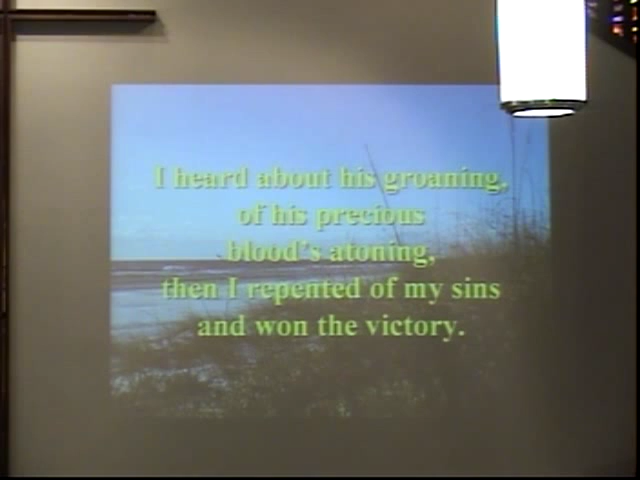 I heard about his groaning,
of his precious
blood's atoning,
then I repented of my sins
and won the victory.